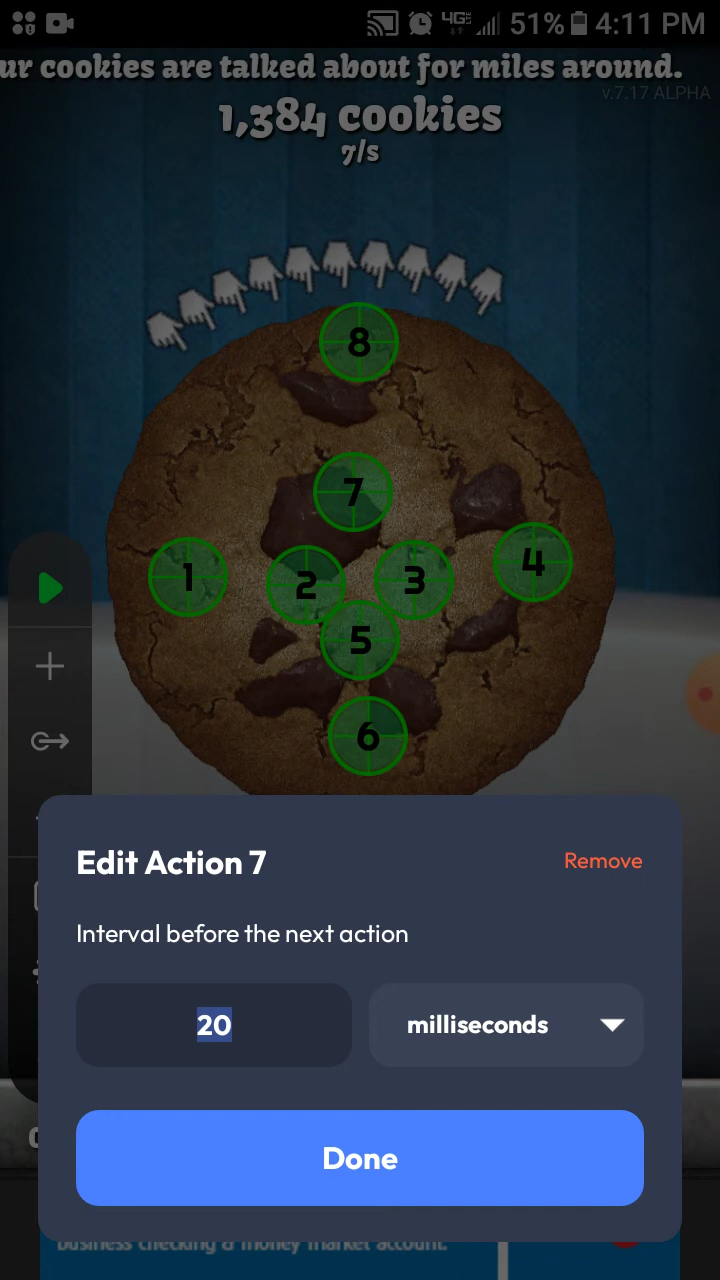 51% 4:11 PM
ur cookies are talked about for miles around.
v.7.17 ALPHA
1,384 cookies
7/s
8
7
1 2 3 4
5
6
Edit Action 7
Remove
Interval before the next action
20 milliseconds
Done
business checking & money market account.